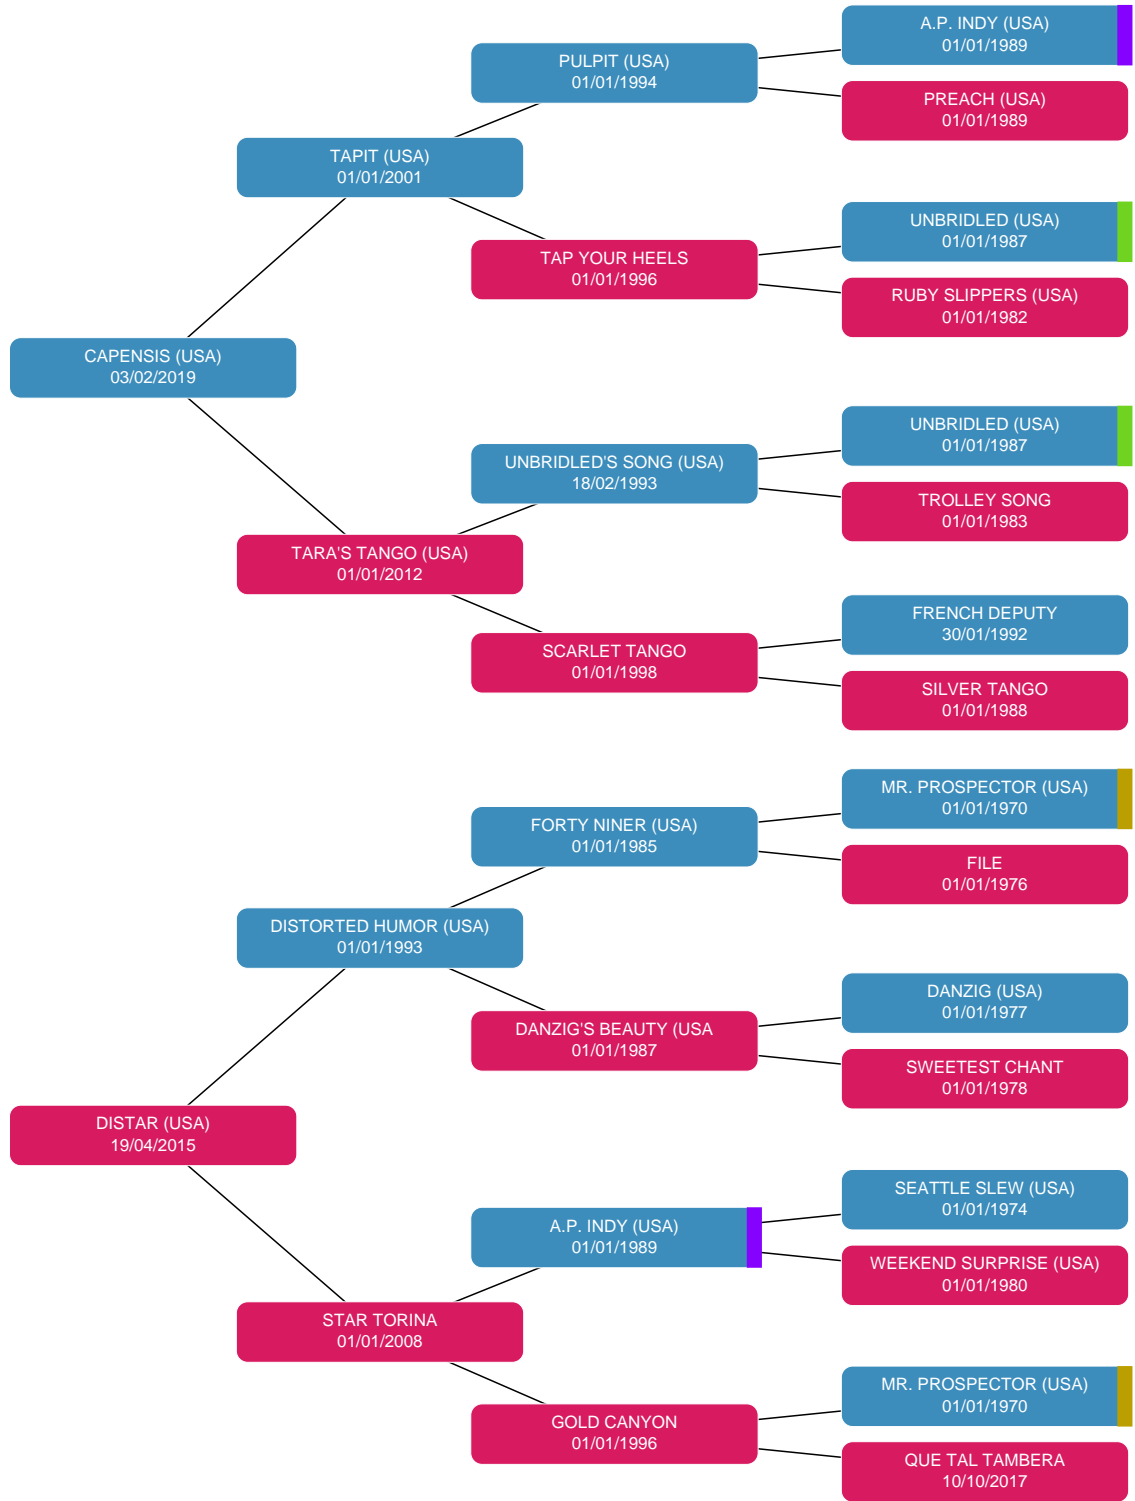 A.P. INDY (USA)
01/01/1989
PULPIT (USA)
01/01/1994
PREACH (USA)
01/01/1989
TAPIT (USA)
01/01/2001
UNBRIDLED (USA)
01/01/1987
TAP YOUR HEELS
01/01/1996
RUBY SLIPPERS (USA)
01/01/1982
CAPENSIS (USA)
03/02/2019
UNBRIDLED (USA)
01/01/1987
UNBRIDLED'S SONG (USA)
18/02/1993
TROLLEY SONG
01/01/1983
TARA'S TANGO (USA)
01/01/2012
FRENCH DEPUTY
30/01/1992
SCARLET TANGO
01/01/1998
SILVER TANGO
01/01/1988
MR. PROSPECTOR (USA)
01/01/1970
FORTY NINER (USA)
01/01/1985
FILE
01/01/1976
DISTORTED HUMOR (USA)
01/01/1993
DANZIG (USA)
01/01/1977
DANZIG'S BEAUTY (USA
01/01/1987
SWEETEST CHANT
01/01/1978
DISTAR (USA)
19/04/2015
SEATTLE SLEW (USA)
01/01/1974
A.P. INDY (USA)
01/01/1989
WEEKEND SURPRISE (USA)
01/01/1980
STAR TORINA
01/01/2008
MR. PROSPECTOR (USA)
01/01/1970
GOLD CANYON
01/01/1996
QUE TAL TAMBERA
10/10/2017